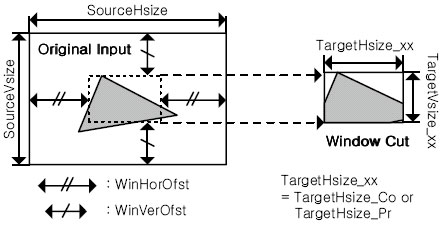 SourceHsize
Original Input
SourceVsize
TargetHsize_xx
TargetVsize_xx
Window Cut
: WinHorOfst
: WinVerOfst
TargetHsize_xx
= TargetHsize_Co or
TargetHsize_Pr